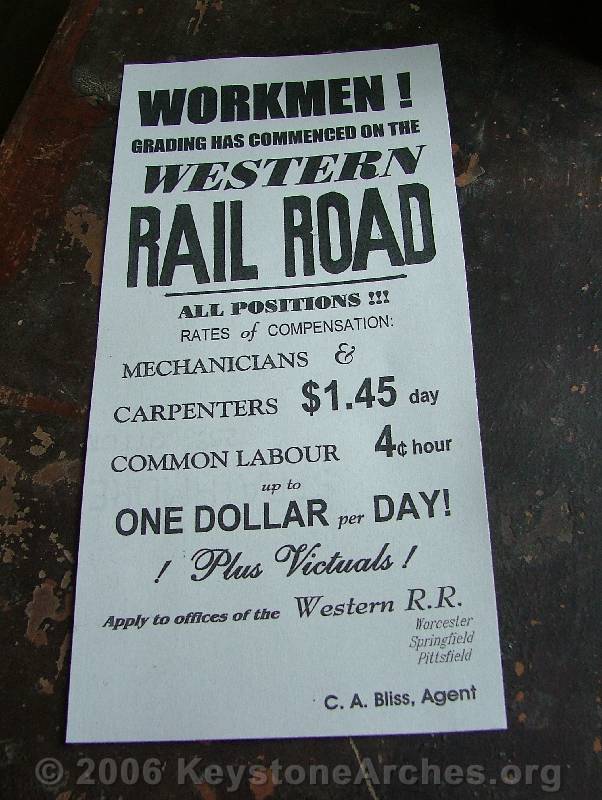 WORKMEN !
GRADING HAS COMMENCED ON THE
WESTERN
RAIL ROAD
ALL POSITIONS !!!
RATES of COMPENSATION:
MECHANICIANS &
CARPENTERS $1.45 day
COMMON LABOUR 4¢ hour
up to
ONE DOLLAR per DAY!
! Plus Victuals !
Apply to offices of the Western R.R.
Worcester
Springfield
Pittsfield
C. A. Bliss, Agent
© 2006 KeystoneArches.org